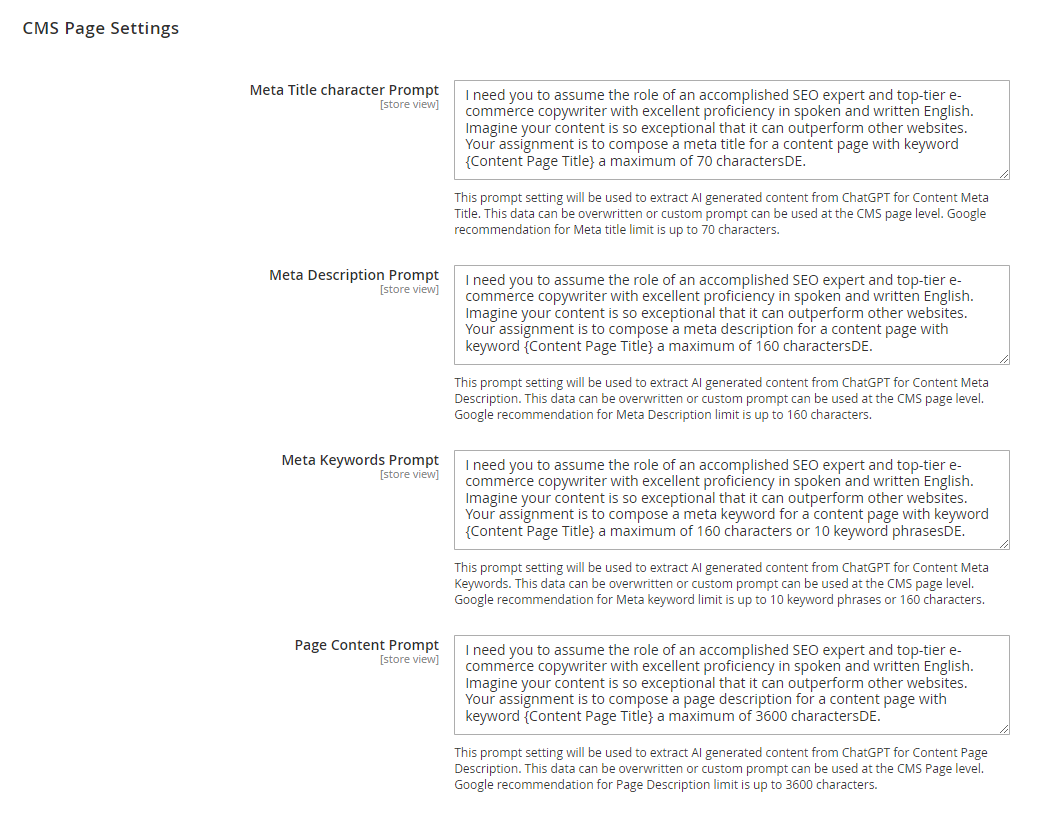 CMS Page Settings
Meta Title character Prompt
[store view]
I need you to assume the role of an accomplished SEO expert and top-tier e-
commerce copywriter with excellent proficiency in spoken and written English.
Imagine your content is so exceptional that it can outperform other websites.
Your assignment is to compose a meta title for a content page with keyword
{Content Page Title} a maximum of 70 charactersDE.
This prompt setting will be used to extract AI generated content from ChatGPT for Content Meta
Title. This data can be overwritten or custom prompt can be used at the CMS page level. Google
recommendation for Meta title limit is up to 70 characters.
Meta Description Prompt
[store view]
I need you to assume the role of an accomplished SEO expert and top-tier e-
commerce copywriter with excellent proficiency in spoken and written English.
Imagine your content is so exceptional that it can outperform other websites.
Your assignment is to compose a meta description for a content page with
keyword {Content Page Title} a maximum of 160 charactersDE.
This prompt setting will be used to extract AI generated content from ChatGPT for Content Meta
Description. This data can be overwritten or custom prompt can be used at the CMS page level.
Google recommendation for Meta Description limit is up to 160 characters.
Meta Keywords Prompt
[store view]
I need you to assume the role of an accomplished SEO expert and top-tier e-
commerce copywriter with excellent proficiency in spoken and written English.
Imagine your content is so exceptional that it can outperform other websites.
Your assignment is to compose a meta keyword for a content page with keyword
{Content Page Title} a maximum of 160 characters or 10 keyword phrasesDE.
This prompt setting will be used to extract AI generated content from ChatGPT for Content Meta
Keywords. This data can be overwritten or custom prompt can be used at the CMS page level.
Google recommendation for Meta keyword limit is up to 10 keyword phrases or 160 characters.
Page Content Prompt
[store view]
I need you to assume the role of an accomplished SEO expert and top-tier e-
commerce copywriter with excellent proficiency in spoken and written English.
Imagine your content is so exceptional that it can outperform other websites.
Your assignment is to compose a page description for a content page with
keyword {Content Page Title} a maximum of 3600 charactersDE.
This prompt setting will be used to extract AI generated content from ChatGPT for Content Page
Description. This data can be overwritten or custom prompt can be used at the CMS Page level.
Google recommendation for Page Description limit is up to 3600 characters.